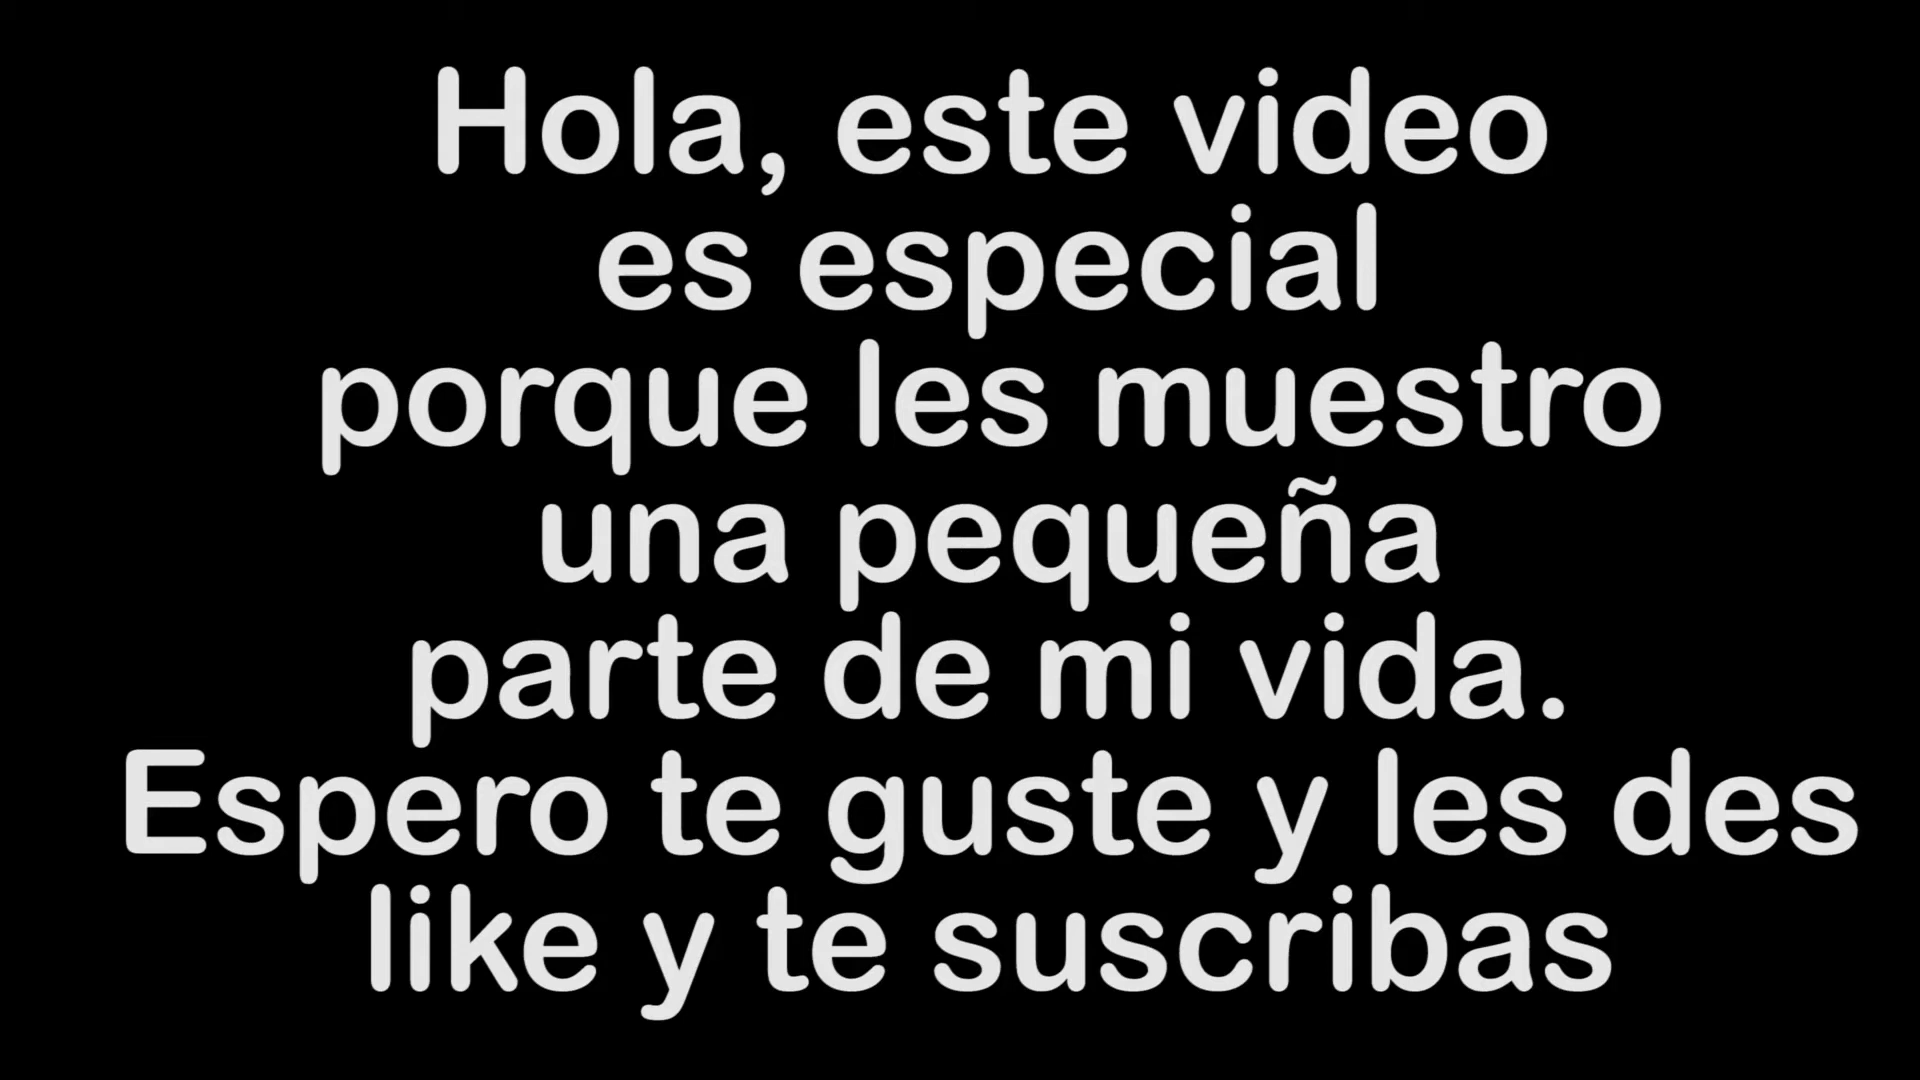 Hola, este video
es especial
porque les muestro
una pequeña
parte de mi vida.
Espero te guste y les des
like y te suscribas